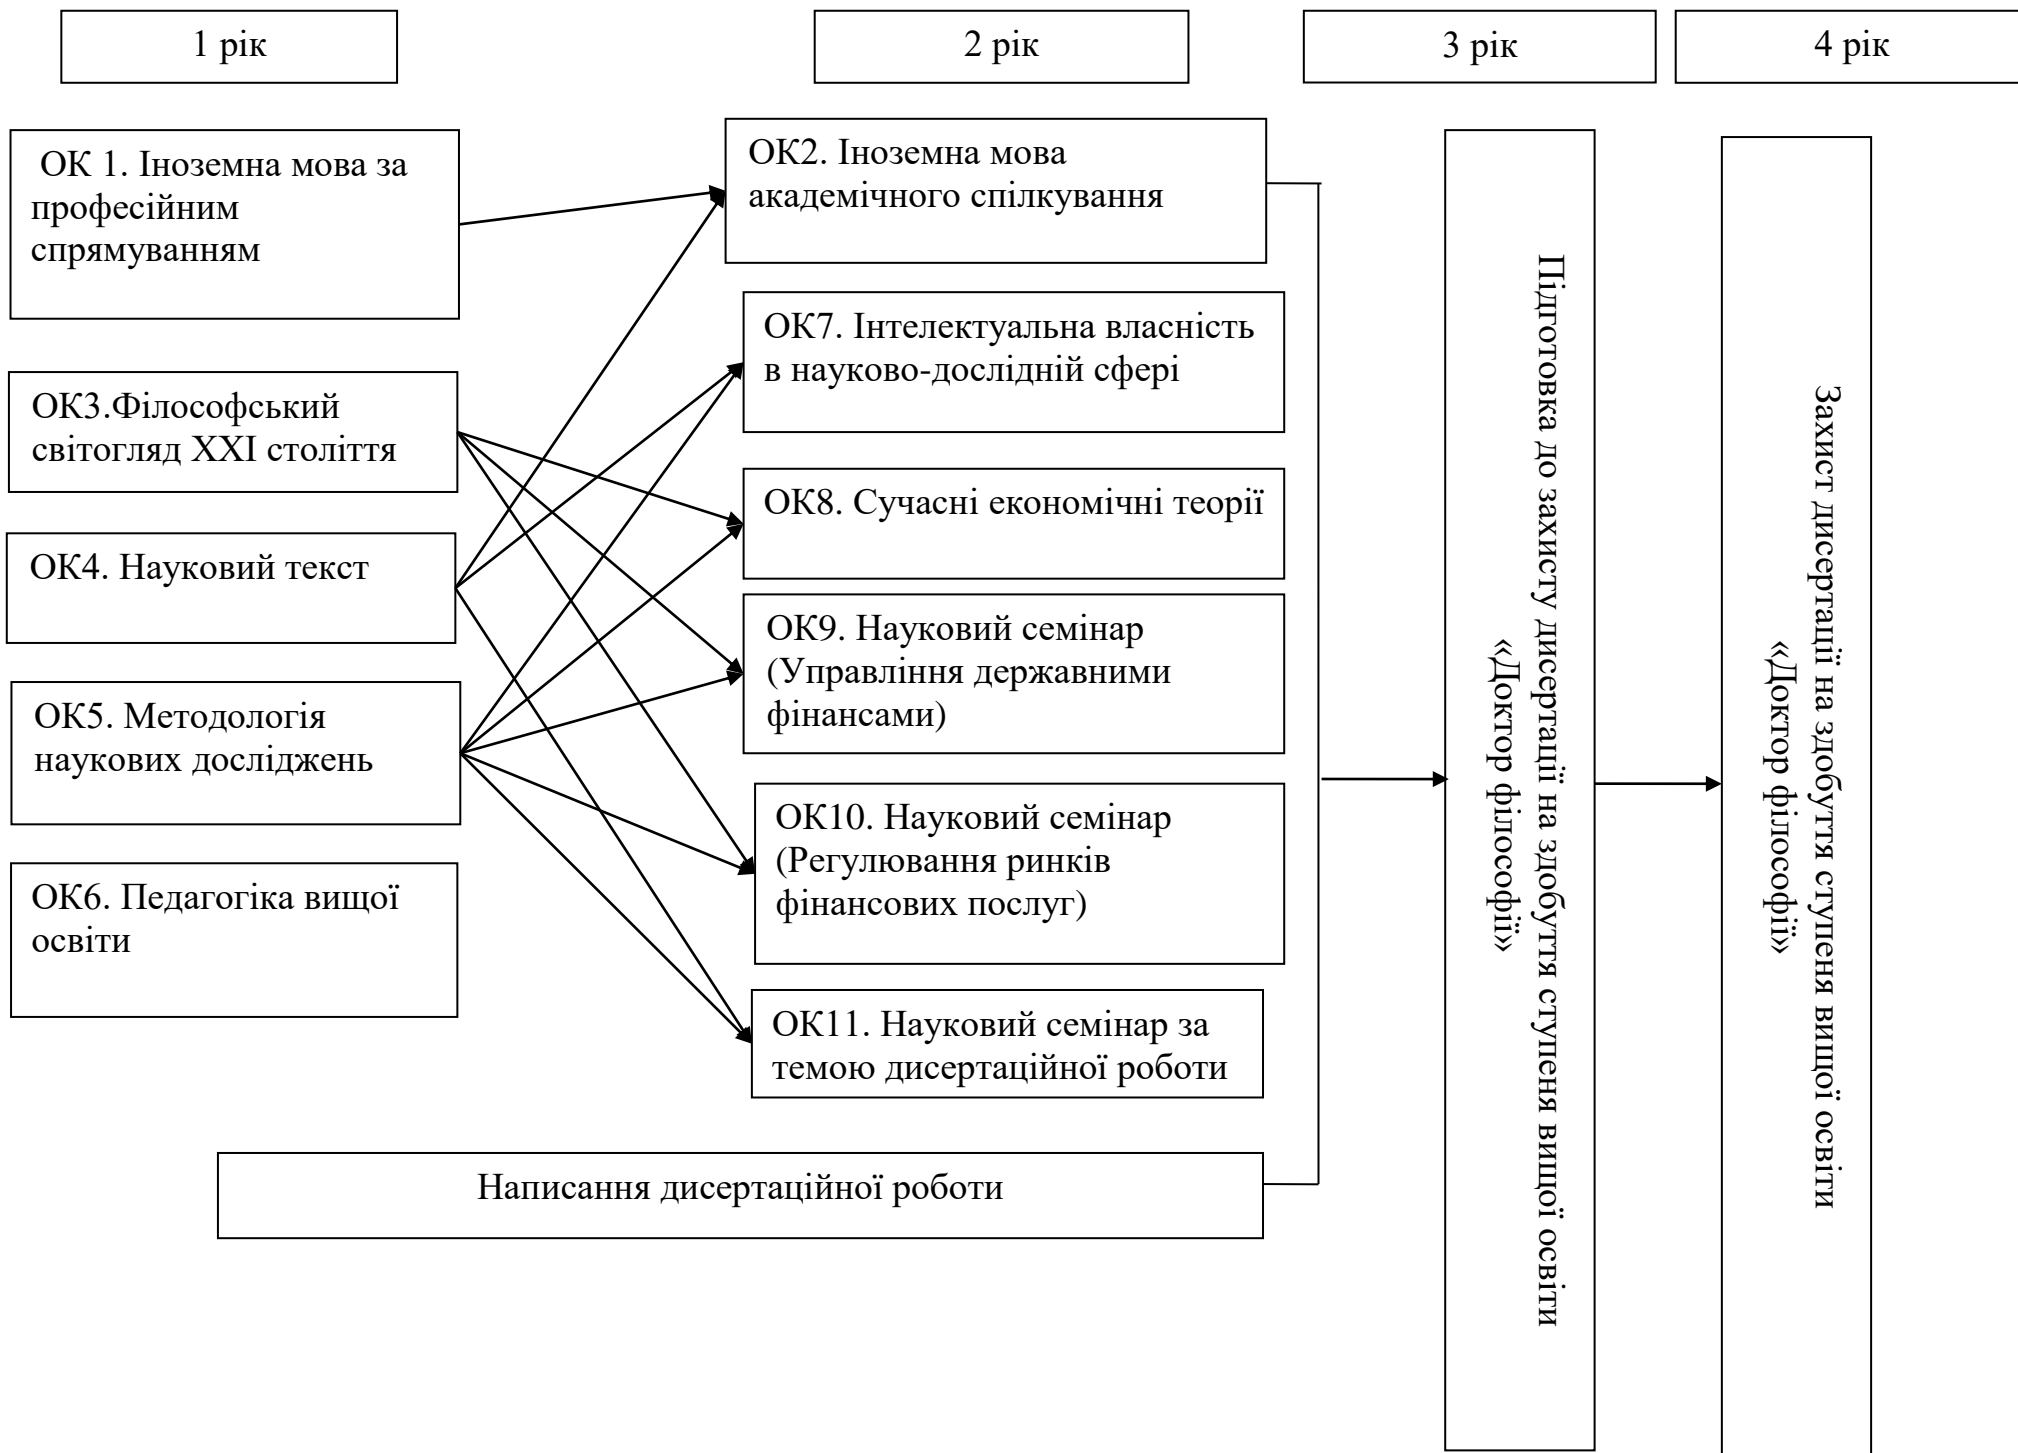 1 рік
2 рік
3 рік
4 рік
ОК 1. Іноземна мова за
професійним
спрямуванням
ОК3.Філософський
світогляд ХХІ століття
ОК4. Науковий текст
ОК5. Методологія
наукових досліджень
ОК6. Педагогіка вищої
освіти
ОК2. Іноземна мова
академічного спілкування
ОК7. Інтелектуальна власність
в науково-дослідній сфері
ОК8. Сучасні економічні теорії
ОК9. Науковий семінар
(Управління державними
фінансами)
ОК10. Науковий семінар
(Регулювання ринків
фінансових послуг)
ОК11. Науковий семінар за
темою дисертаційної роботи
Написання дисертаційної роботи
Підготовка до захисту дисертації на здобуття ступеня вищої освіти
«Доктор філософії»
Захист дисертації на здобуття ступеня вищої освіти
«Доктор філософії»